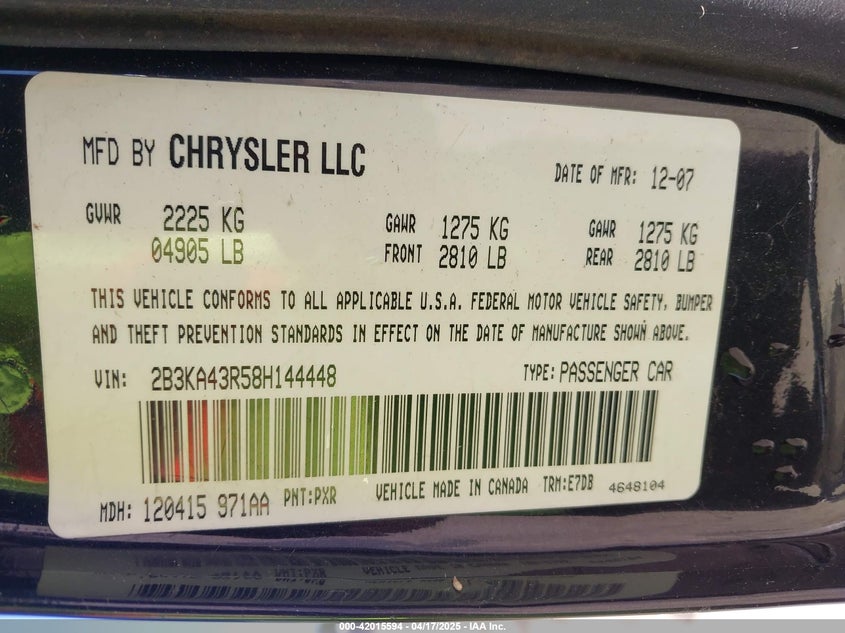 MFD BY CHRYSLER LLC
DATE OF MFR: 12-07
GVWR 2225 KG GAWR 1275 KG GAWR 1275 KG
04905 LB FRONT 2810 LB REAR 2810 LB
THIS VEHICLE CONFORMS TO ALL APPLICABLE U.S.A. FEDERAL MOTOR VEHICLE SAFETY, BUMPER
AND THEFT PREVENTION STANDARDS IN EFFECT ON THE DATE OF MANUFACTURE SHOWN ABOVE.
VIN: 2B3KA43R58H144448 TYPE: PASSENGER CAR
MDH: 120415 971AA PNT:PXR VEHICLE MADE IN CANADA TRM:E7DB 4648104
000-42015594 - 04/17/2025 - IAA Inc.